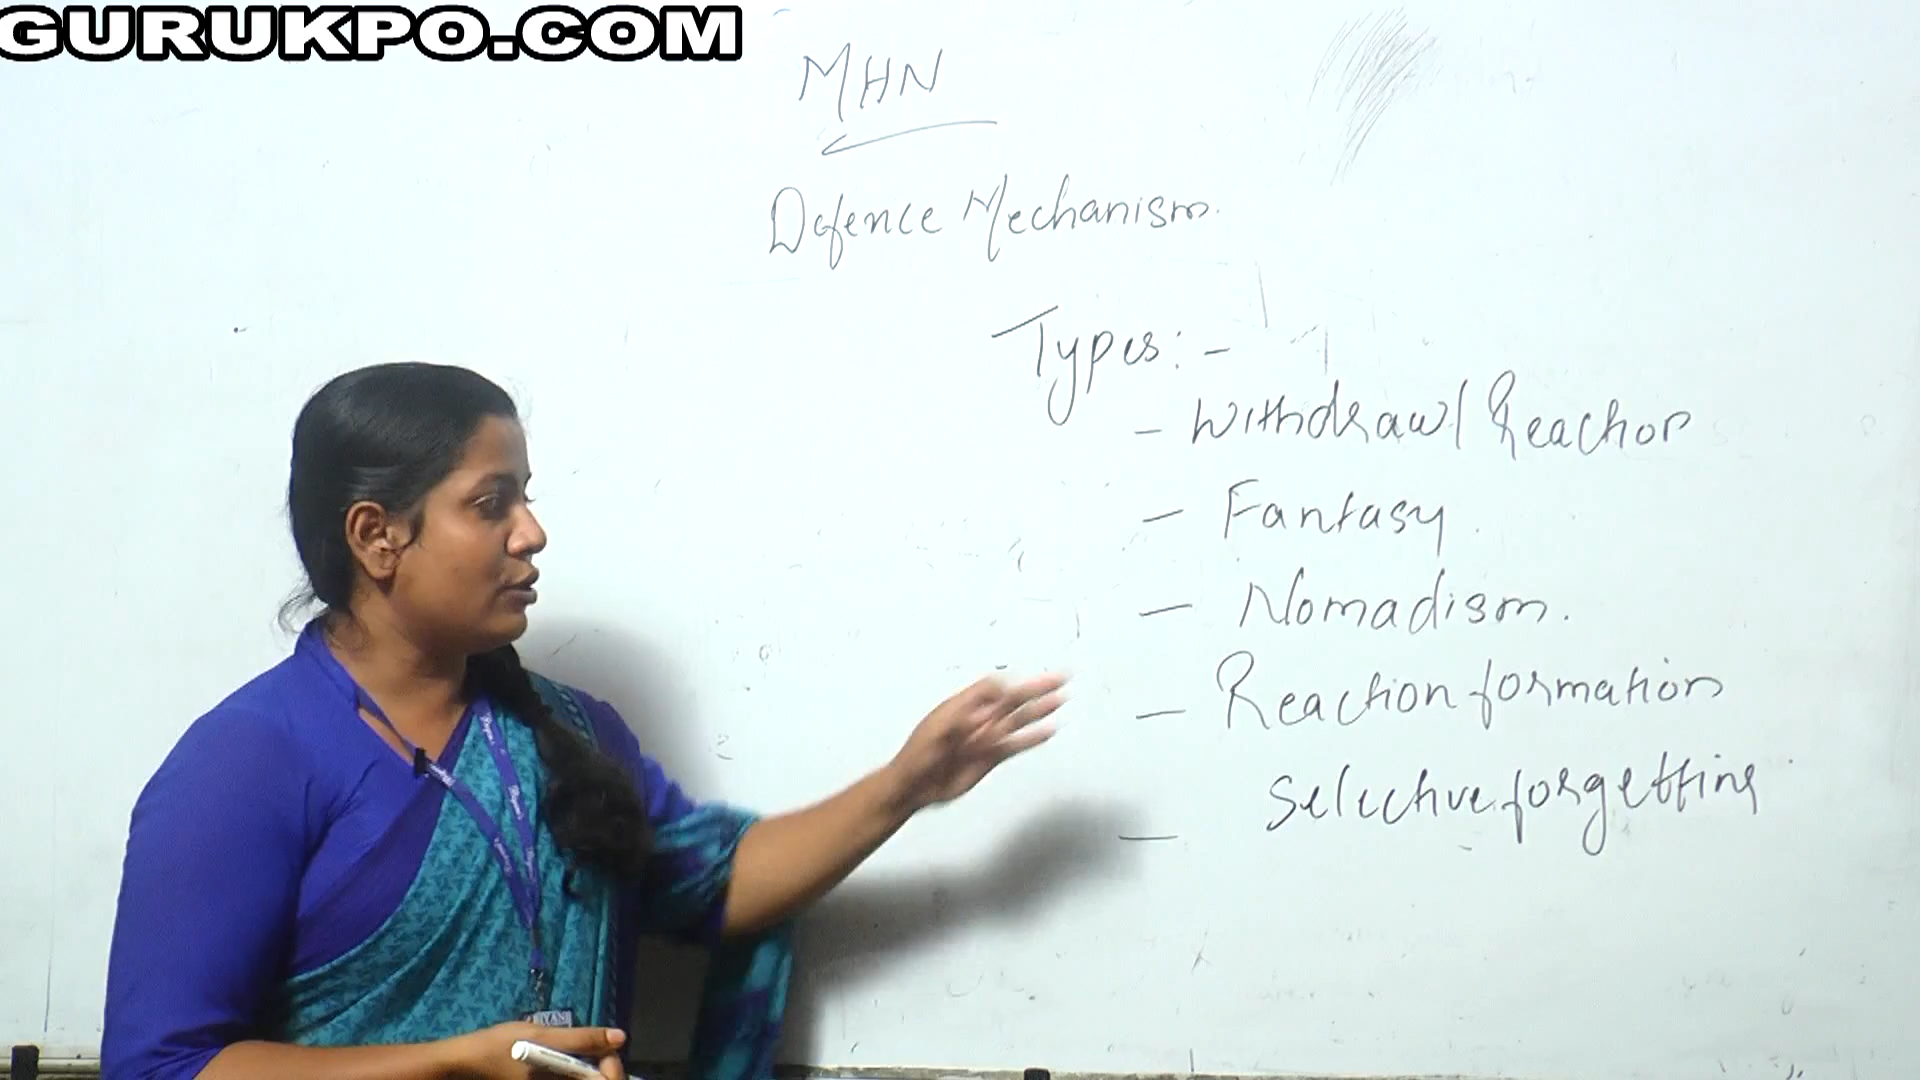 GURUKPO.COM
MHN
Defence Mechanism.
Types:-
- Withdrawl Reaction
- Fantasy.
- Nomadism.
- Reaction formation
- Selective forgetting